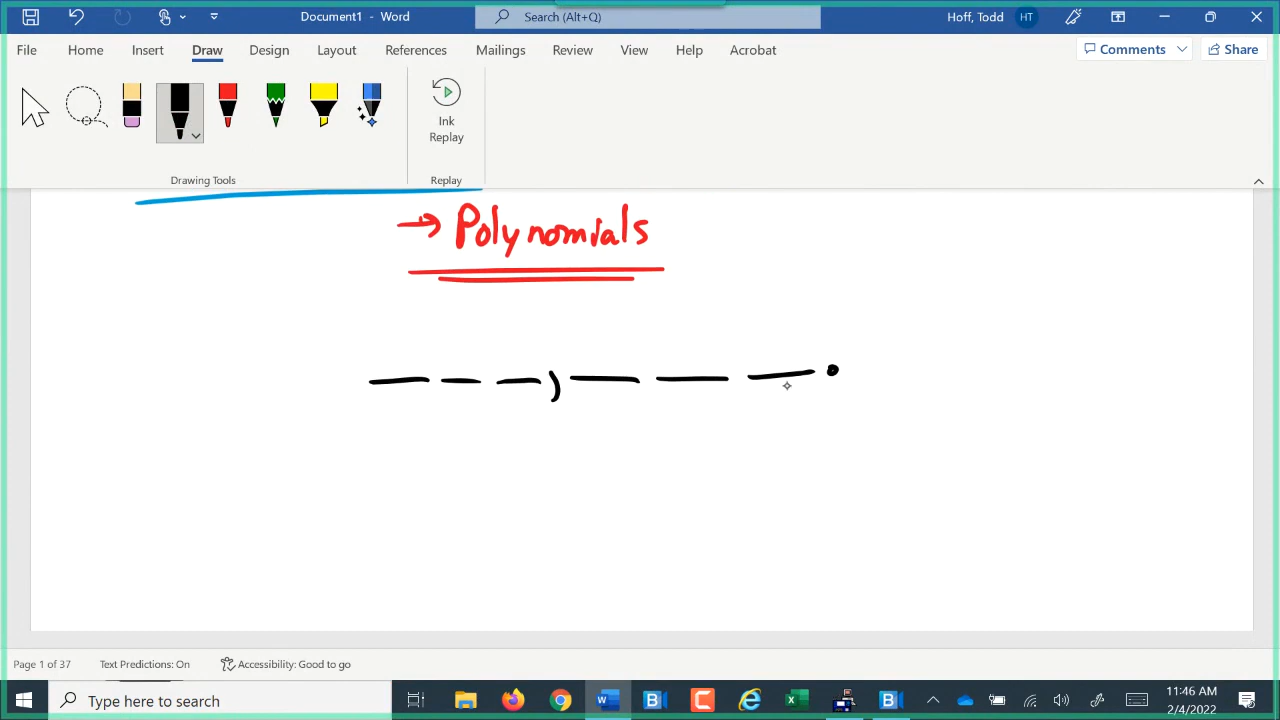 Document1 - Word
Search (Alt+Q)
Hoff, Todd
HT
File Home Insert Draw Design Layout References Mailings Review View Help Acrobat
Comments
Share
Ink
Replay
Drawing Tools
Replay
→ Polynomials
_ _ _ , _ _ _ .
Page 1 of 37
Text Predictions: On
Accessibility: Good to go
Type here to search
11:46 AM
2/4/2022